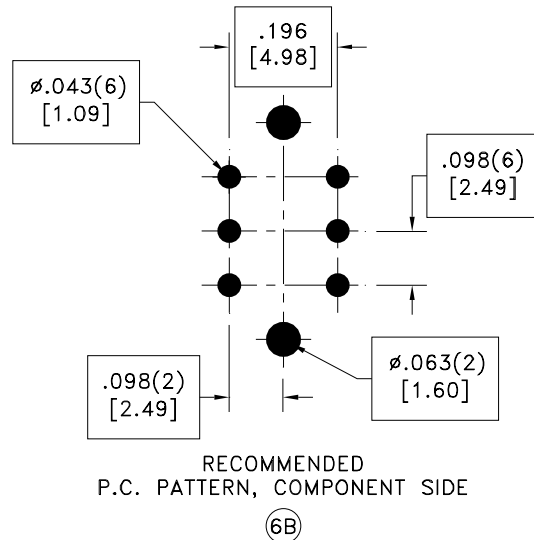 .196
[4.98]
ø.043(6)
[1.09]
.098(6)
[2.49]
ø.063(2)
[1.60]
.098(2)
[2.49]
RECOMMENDED
P.C. PATTERN, COMPONENT SIDE
6B